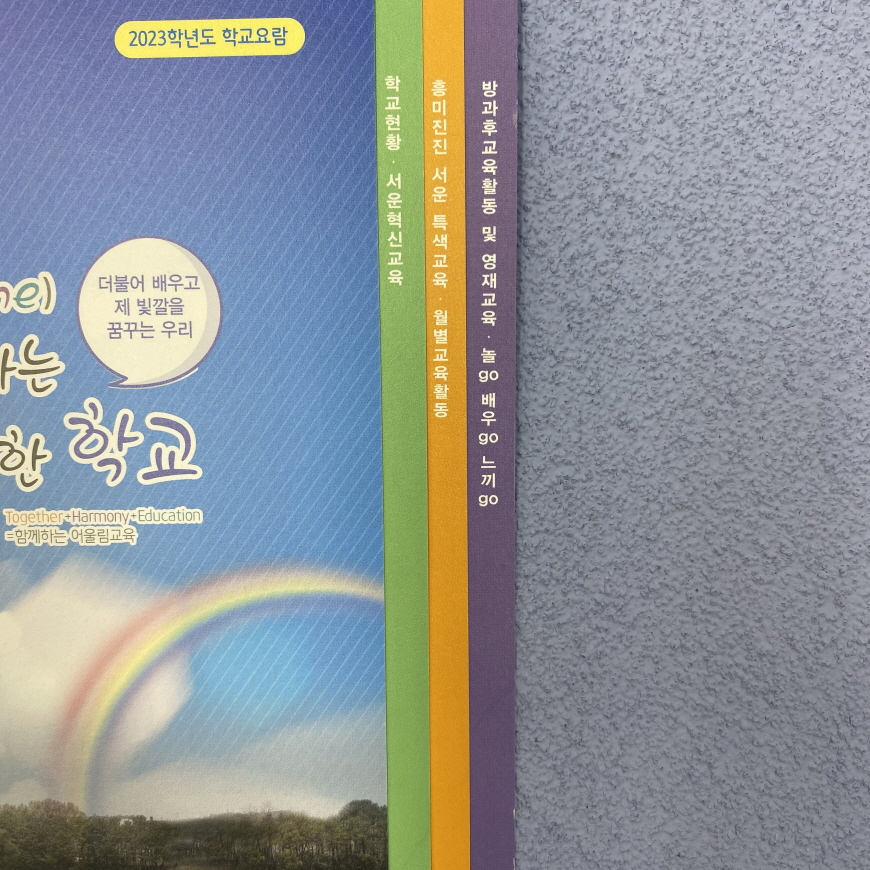 2023학년도 학교요람
더불어 배우고
제 빛깔을
꿈꾸는 우리
학교
Together+Harmony+Education
=함께하는 어울림교육
학교현황 · 서운혁신교육
흥미진진 서운 특색교육 · 월별교육활동
방과후교육활동 및 영재교육 · 놀go 배우go 느끼go